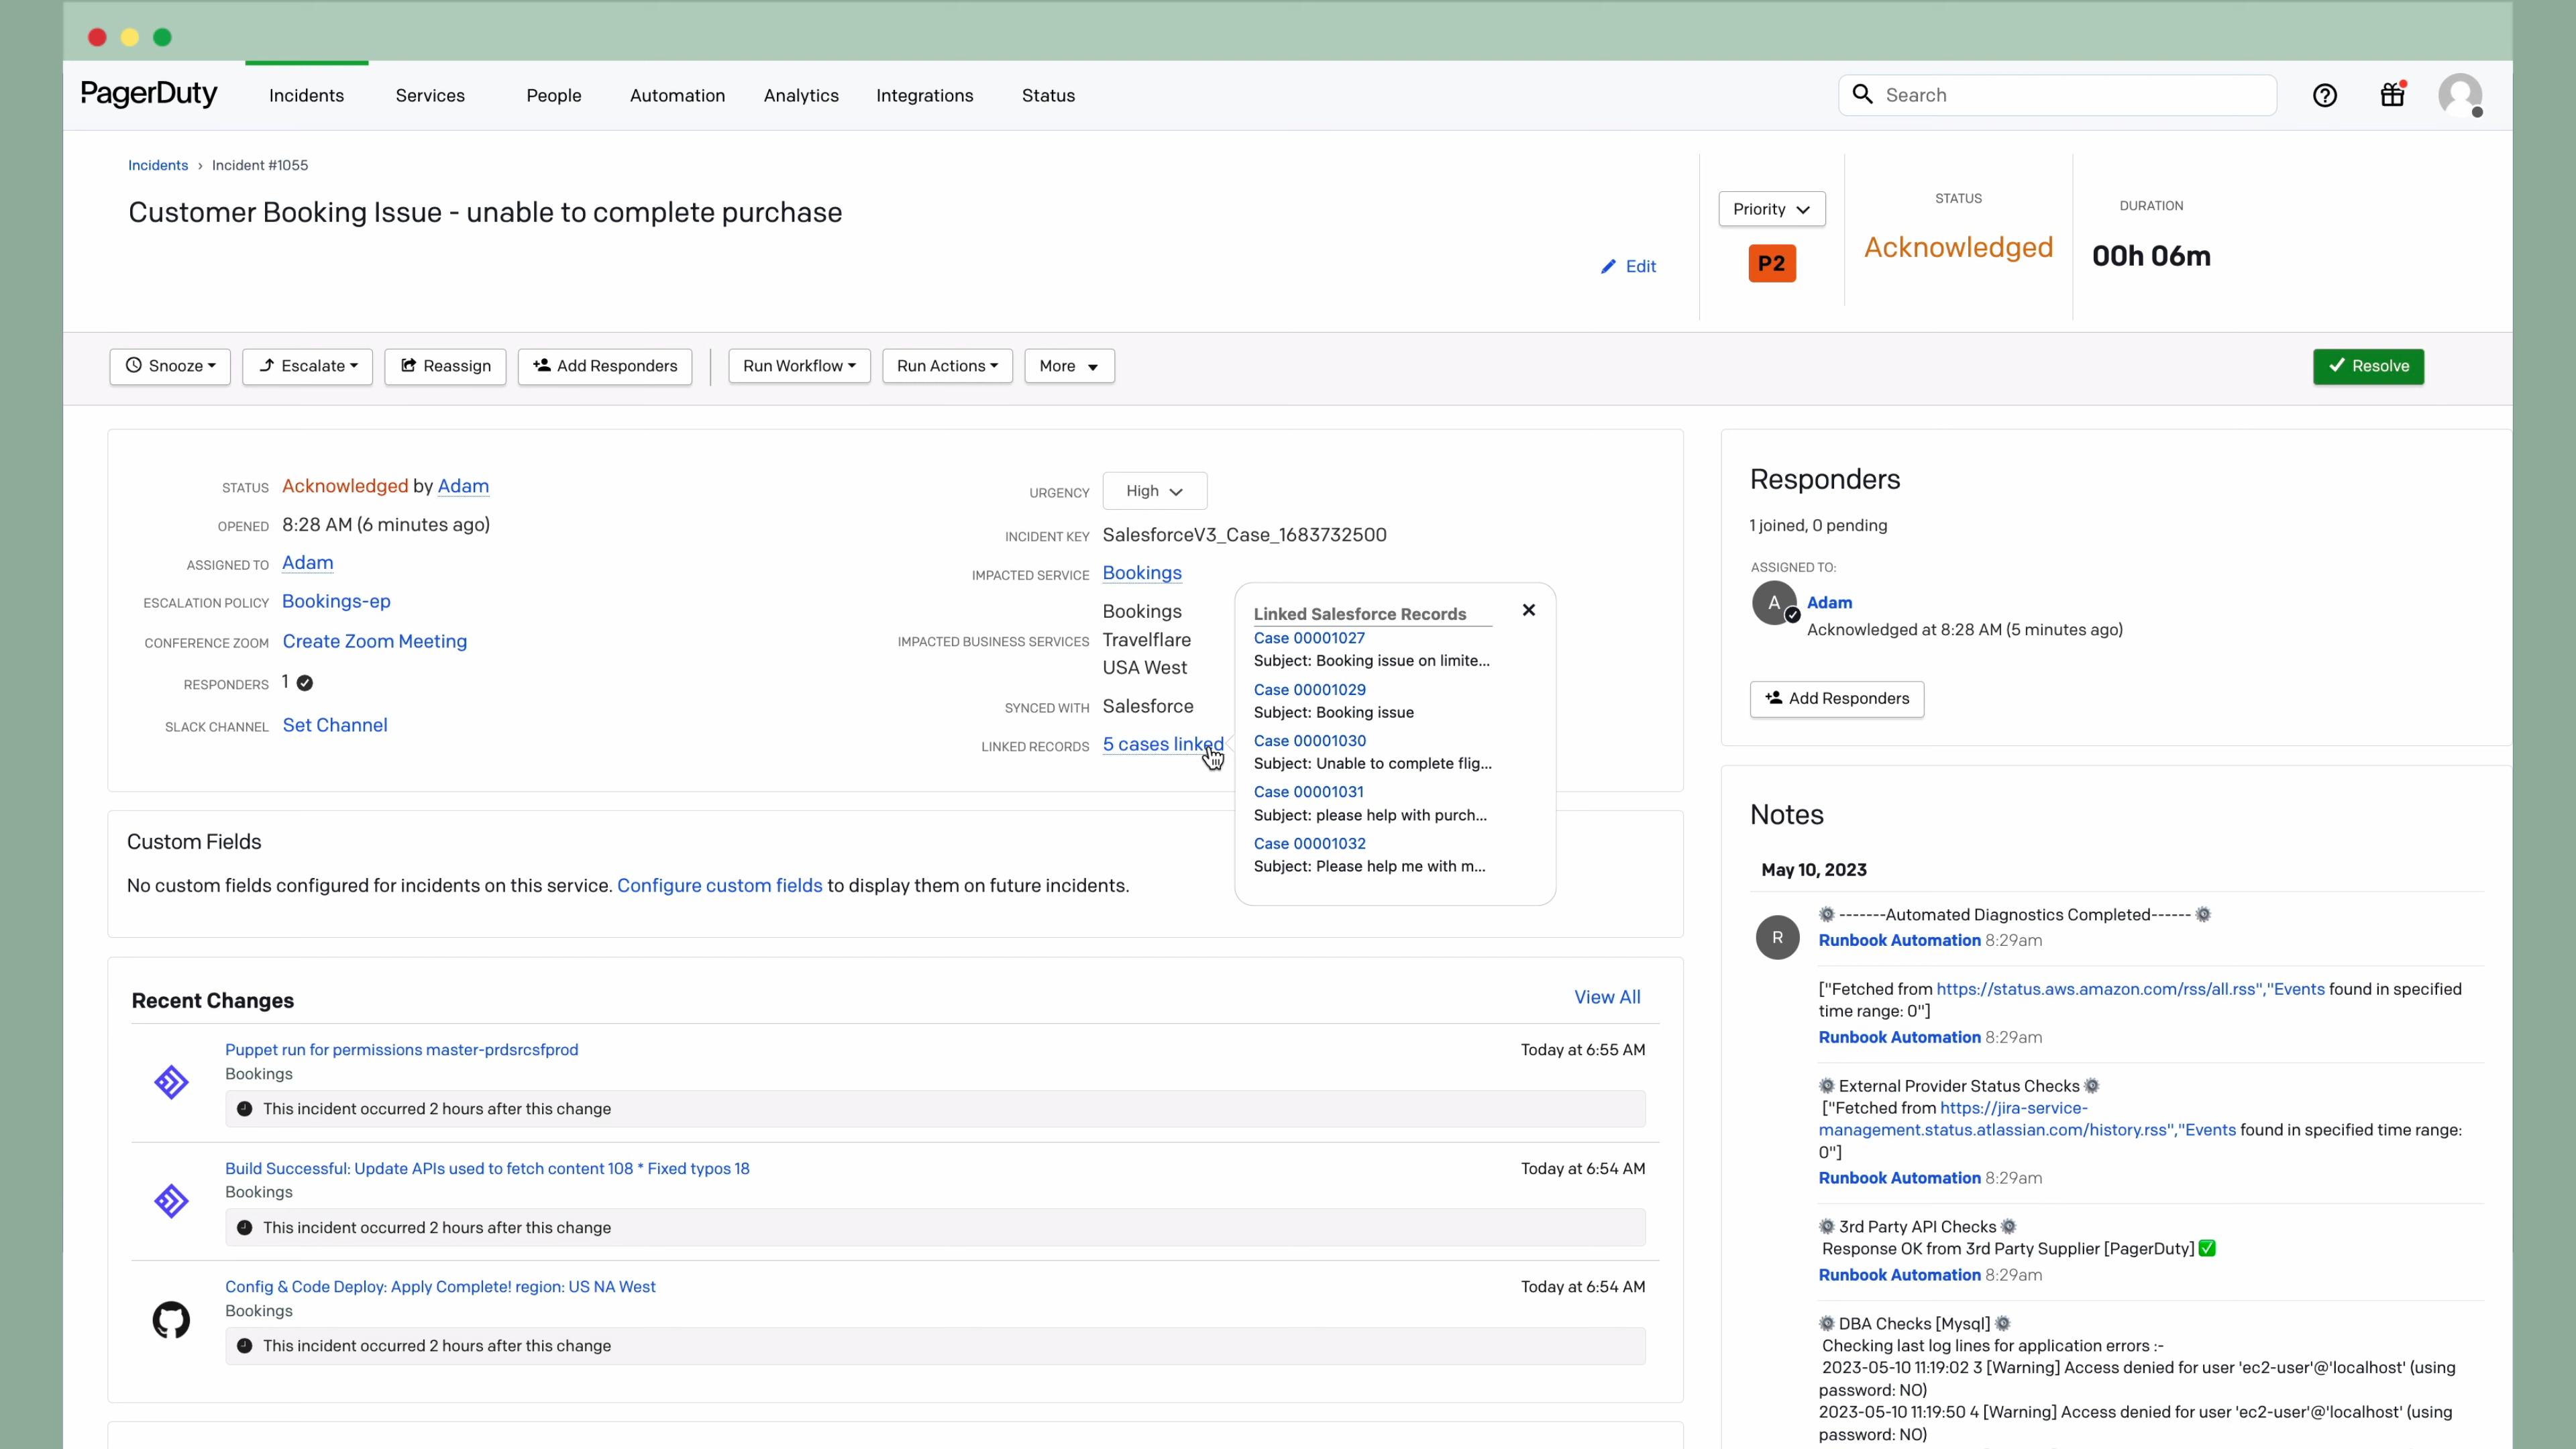 PagerDuty
Incidents
Services
People
Automation
Analytics
Integrations
Status
Search
Incidents › Incident #1055
Customer Booking Issue - unable to complete purchase
Edit
Priority
P2
STATUS
Acknowledged
DURATION
00h 06m
Snooze
Escalate
Reassign
Add Responders
Run Workflow
Run Actions
More
Resolve
STATUS Acknowledged by Adam
OPENED 8:28 AM (6 minutes ago)
ASSIGNED TO Adam
ESCALATION POLICY Bookings-ep
CONFERENCE ZOOM Create Zoom Meeting
RESPONDERS 1
SLACK CHANNEL Set Channel
URGENCY High
INCIDENT KEY SalesforceV3_Case_1683732500
IMPACTED SERVICE Bookings
Bookings
IMPACTED BUSINESS SERVICES Travelflare
USA West
SYNCED WITH Salesforce
LINKED RECORDS 5 cases linked
Linked Salesforce Records
Case 00001027
Subject: Booking issue on limite...
Case 00001029
Subject: Booking issue
Case 00001030
Subject: Unable to complete flig...
Case 00001031
Subject: please help with purch...
Case 00001032
Subject: Please help me with m...
Custom Fields
No custom fields configured for incidents on this service. Configure custom fields to display them on future incidents.
Recent Changes
View All
Puppet run for permissions master-prdsrcsfprod
Today at 6:55 AM
Bookings
This incident occurred 2 hours after this change
Build Successful: Update APIs used to fetch content 108 * Fixed typos 18
Today at 6:54 AM
Bookings
This incident occurred 2 hours after this change
Config & Code Deploy: Apply Complete! region: US NA West
Today at 6:54 AM
Bookings
This incident occurred 2 hours after this change
Responders
1 joined, 0 pending
ASSIGNED TO:
A
Adam
Acknowledged at 8:28 AM (5 minutes ago)
Add Responders
Notes
May 10, 2023
R
-------Automated Diagnostics Completed------
Runbook Automation 8:29am
["Fetched from https://status.aws.amazon.com/rss/all.rss","Events found in specified
time range: 0"]
Runbook Automation 8:29am
External Provider Status Checks
["Fetched from https://jira-service-
management.status.atlassian.com/history.rss","Events found in specified time range:
0"]
Runbook Automation 8:29am
3rd Party API Checks
Response OK from 3rd Party Supplier [PagerDuty] ✅
Runbook Automation 8:29am
DBA Checks [Mysql]
Checking last log lines for application errors :-
2023-05-10 11:19:02 3 [Warning] Access denied for user 'ec2-user'@'localhost' (using
password: NO)
2023-05-10 11:19:50 4 [Warning] Access denied for user 'ec2-user'@'localhost' (using
password: NO)